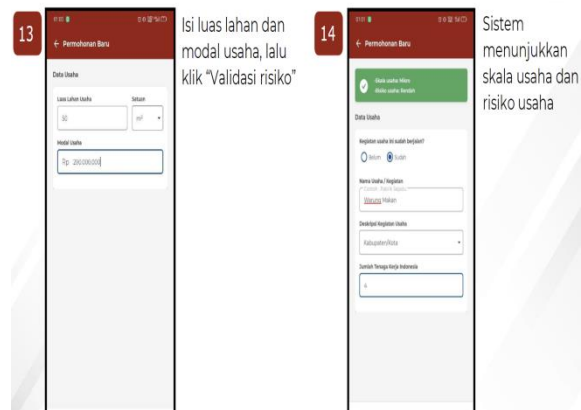 13
← Permohonan Baru
Data Usaha
Luas Lahan Usaha
Satuan
50
m²
Modal Usaha
Isi luas lahan dan
modal usaha, lalu
klik “Validasi risiko”
14
← Permohonan Baru
-Skala usaha Mikro
-Risiko usaha Rendah
Data Usaha
Kegiatan usaha ini sudah berjalan?
Belum
Sudah
Nama Usaha / Kegiatan
Warung Makan
Deskripsi Kegiatan Usaha
Kabupaten/Kota
Jumlah Tenaga Kerja Indonesia
Sistem
menunjukkan
skala usaha dan
risiko usaha